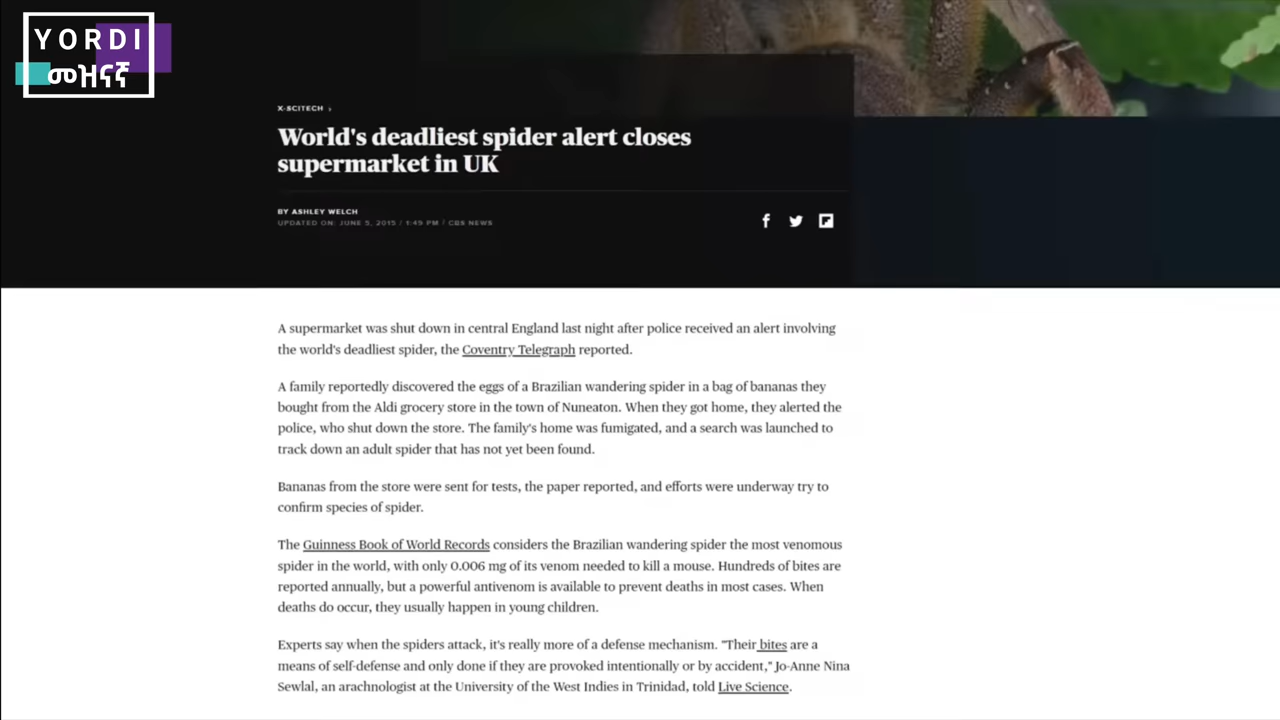 YORDI
መዝናኛ
X-SCITECH ›
World's deadliest spider alert closes
supermarket in UK
BY ASHLEY WELCH
UPDATED ON: JUNE 5, 2015 / 1:49 PM / CBS NEWS
A supermarket was shut down in central England last night after police received an alert involving
the world's deadliest spider, the Coventry Telegraph reported.
A family reportedly discovered the eggs of a Brazilian wandering spider in a bag of bananas they
bought from the Aldi grocery store in the town of Nuneaton. When they got home, they alerted the
police, who shut down the store. The family's home was fumigated, and a search was launched to
track down an adult spider that has not yet been found.
Bananas from the store were sent for tests, the paper reported, and efforts were underway try to
confirm species of spider.
The Guinness Book of World Records considers the Brazilian wandering spider the most venomous
spider in the world, with only 0.006 mg of its venom needed to kill a mouse. Hundreds of bites are
reported annually, but a powerful antivenom is available to prevent deaths in most cases. When
deaths do occur, they usually happen in young children.
Experts say when the spiders attack, it's really more of a defense mechanism. "Their bites are a
means of self-defense and only done if they are provoked intentionally or by accident," Jo-Anne Nina
Sewlal, an arachnologist at the University of the West Indies in Trinidad, told Live Science.